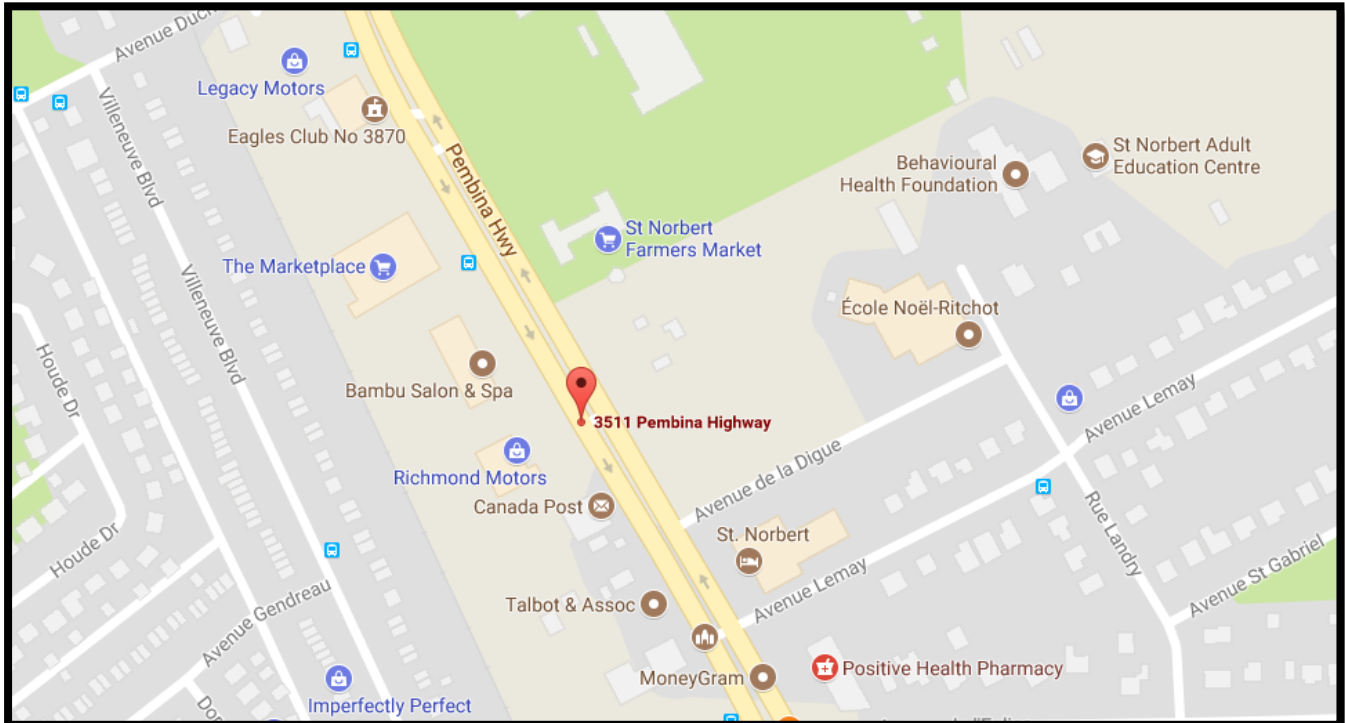 Avenue Duch
Legacy Motors
Eagles Club No 3870
Villeneuve Blvd
Pembina Hwy
St Norbert Adult
Education Centre
Behavioural
Health Foundation
St Norbert
Farmers Market
The Marketplace
Villeneuve Blvd
École Noël-Ritchot
Houde Dr
Bambu Salon & Spa
3511 Pembina Highway
Avenue Lemay
Richmond Motors
Avenue de la Digue
Canada Post
Houde Dr
St. Norbert
Rue Landry
Avenue Lemay
Avenue St Gabriel
Talbot & Assoc
Avenue Gendreau
MoneyGram
Positive Health Pharmacy
Imperfectly Perfect